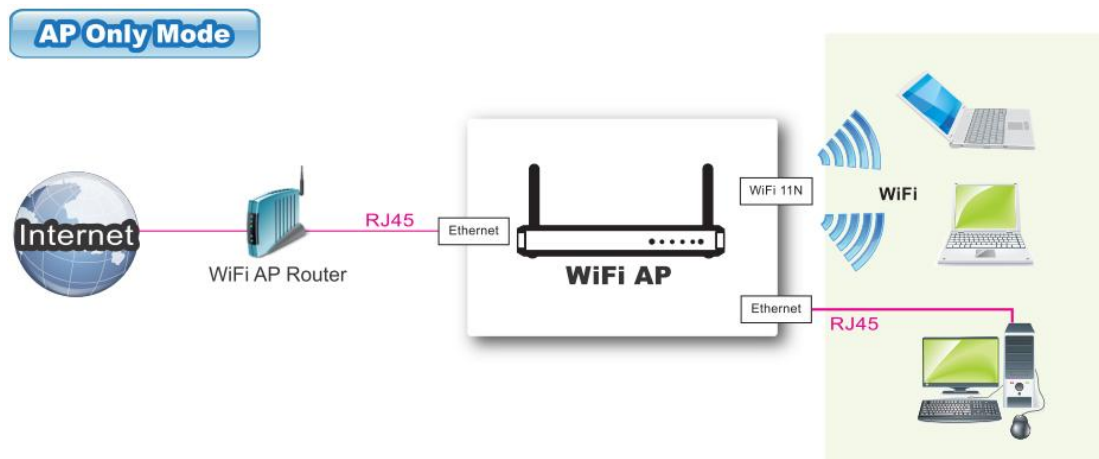 AP Only Mode
Internet
WiFi AP Router
RJ45
Ethernet
WiFi AP
WiFi 11N
WiFi
Ethernet
RJ45